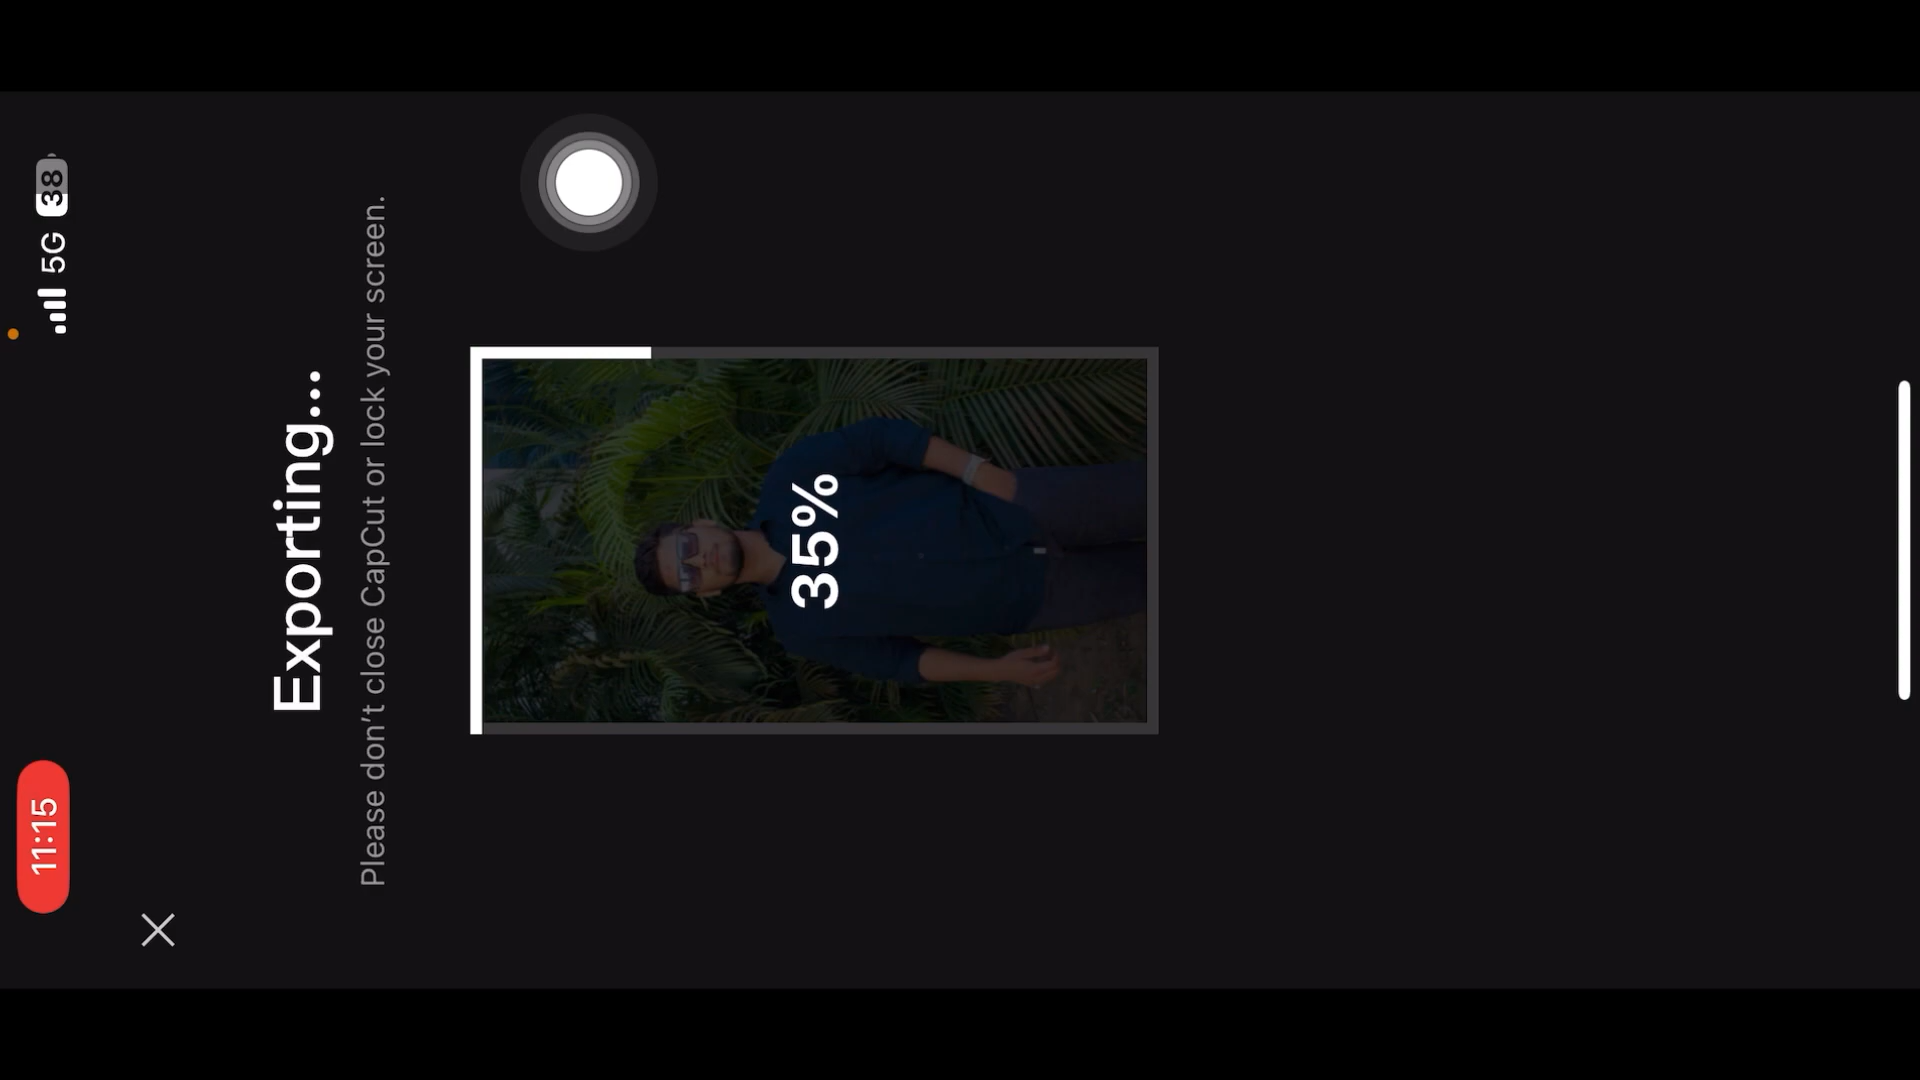 11:15
5G 38
Exporting...
Please don't close CapCut or lock your screen.
35%